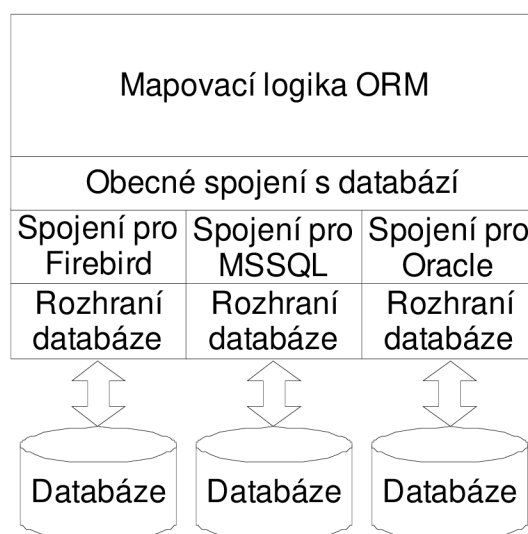 Mapovací logika ORM
Obecné spojení s databází
Spojení pro
Firebird
Spojení pro
MSSQL
Spojení pro
Oracle
Rozhraní
databáze
Rozhraní
databáze
Rozhraní
databáze
Databáze
Databáze
Databáze